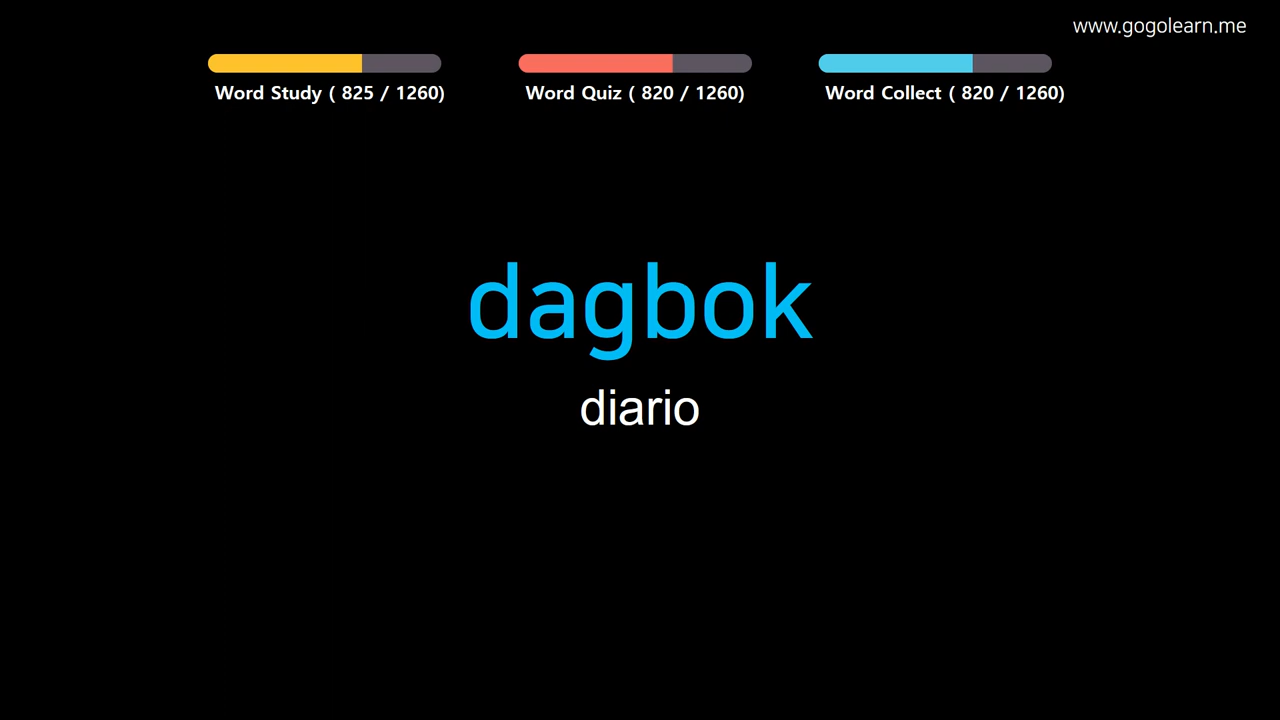 www.gogolearn.me
Word Study ( 825 / 1260)
Word Quiz ( 820 / 1260)
Word Collect ( 820 / 1260)
dagbok
diario